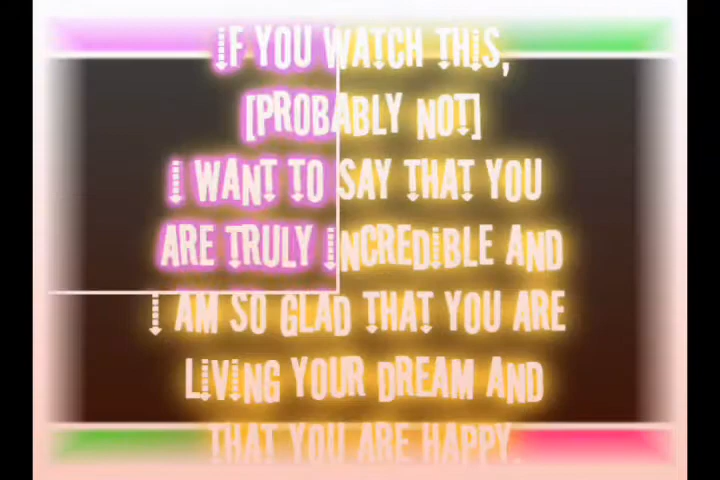 IF YOU WATCH THIS,
[PROBABLY NOT]
I WANT TO SAY THAT YOU
ARE TRULY INCREDIBLE AND
I AM SO GLAD THAT YOU ARE
LIVING YOUR DREAM AND
THAT YOU ARE HAPPY.